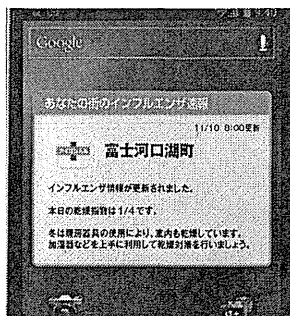 Google
あなたの街のインフルエンザ速報
11/10 8:00更新
富士河口湖町
インフルエンザ情報が更新されました。
本日の乾燥指数は1/4です。
冬は暖房器具の使用により、室内も乾燥しています。
加湿器などを上手に利用して乾燥対策を行いましょう。